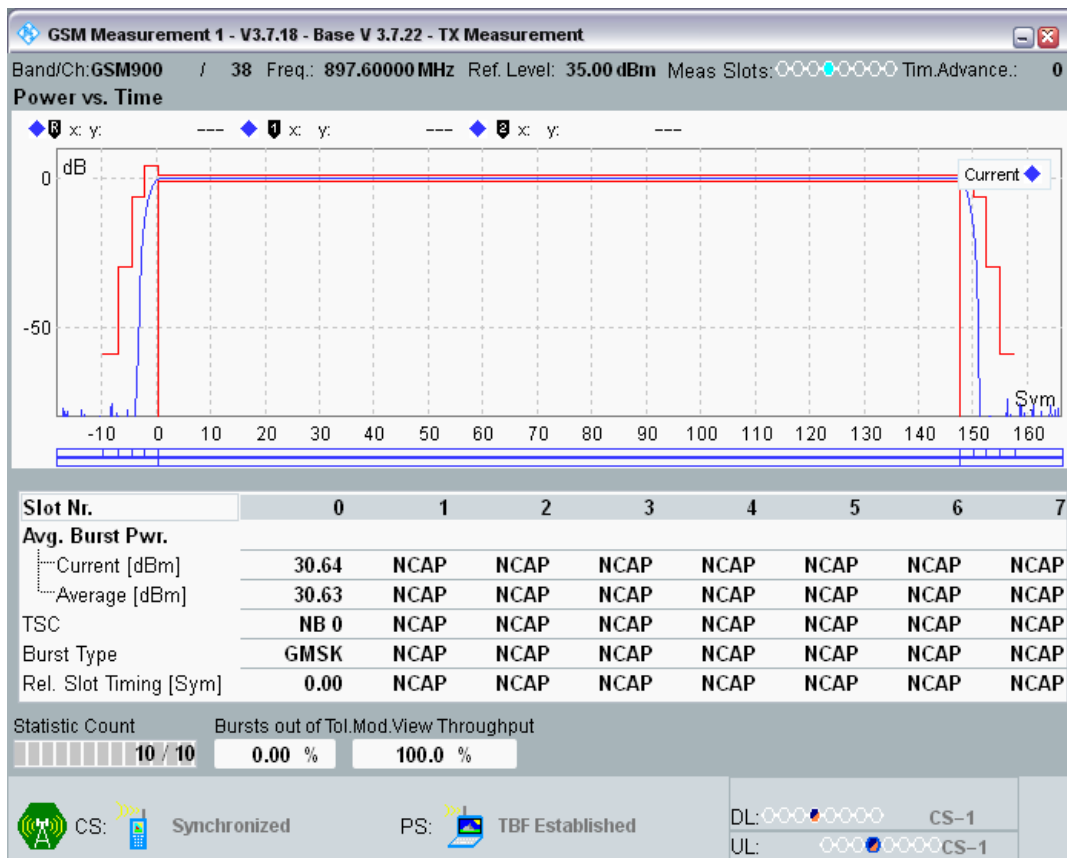 GSM Measurement 1 - V3.7.18 - Base V 3.7.22 - TX Measurement
Band/Ch:GSM900 / 38 Freq.: 897.60000 MHz Ref. Level: 35.00 dBm Meas Slots: Tim.Advance.: 0
Power vs. Time
R x: y: --- 1 x: y: --- 2 x: y: ---
dB
Current
0
-50
Sym
-10 0 10 20 30 40 50 60 70 80 90 100 110 120 130 140 150 160
Slot Nr. 0 1 2 3 4 5 6 7
Avg. Burst Pwr.
Current [dBm] 30.64 NCAP NCAP NCAP NCAP NCAP NCAP NCAP
Average [dBm] 30.63 NCAP NCAP NCAP NCAP NCAP NCAP NCAP
TSC NB 0 NCAP NCAP NCAP NCAP NCAP NCAP NCAP
Burst Type GMSK NCAP NCAP NCAP NCAP NCAP NCAP NCAP
Rel. Slot Timing [Sym] 0.00 NCAP NCAP NCAP NCAP NCAP NCAP NCAP
Statistic Count Bursts out of Tol. Mod.View Throughput
10 / 10 0.00 % 100.0 %
CS: Synchronized PS: TBF Established
DL: CS-1
UL: CS-1